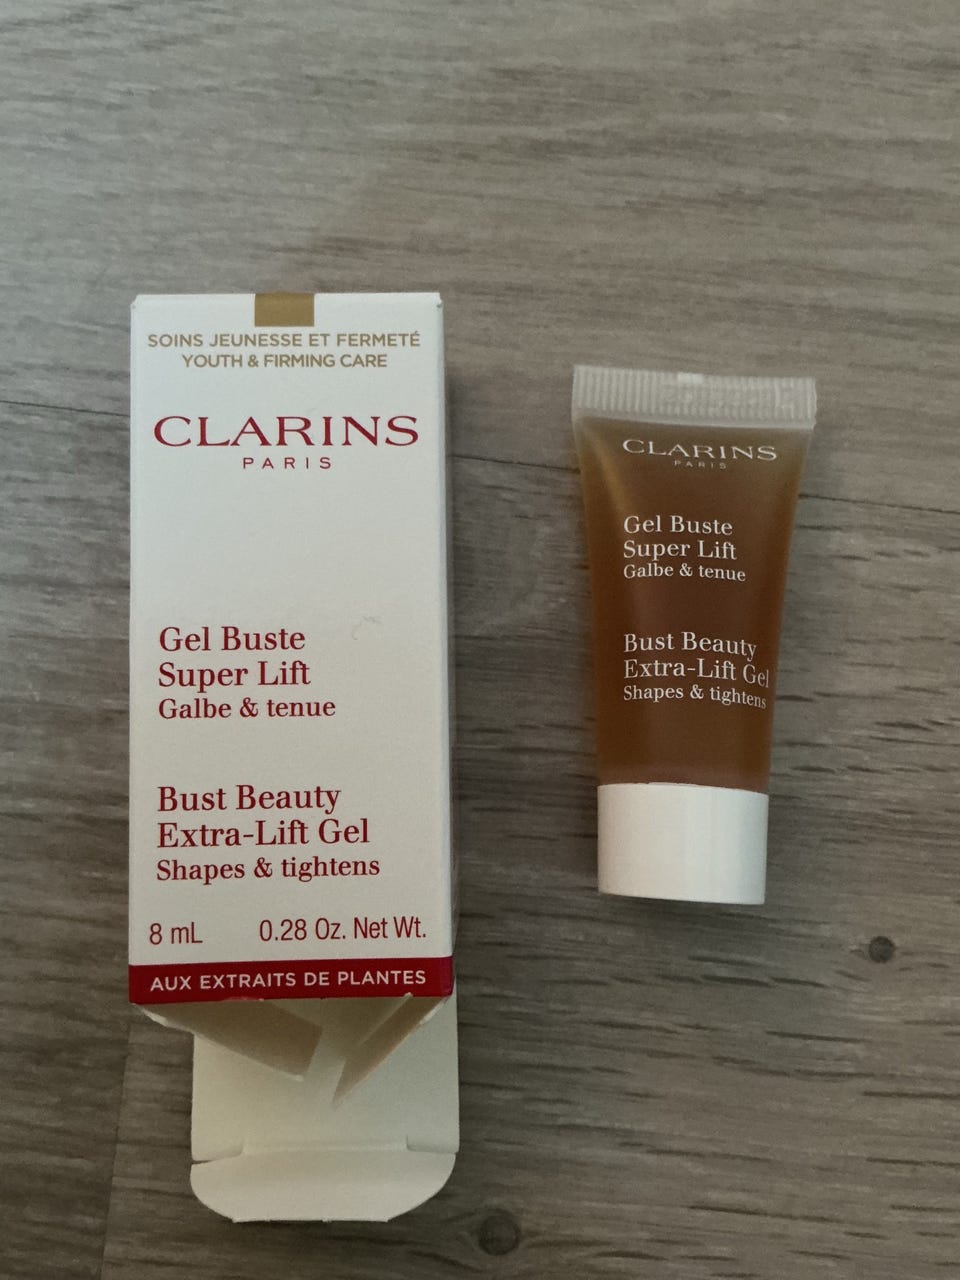 SOINS JEUNESSE ET FERMETÉ
YOUTH & FIRMING CARE
CLARINS
PARIS
Gel Buste
Super Lift
Galbe & tenue
Bust Beauty
Extra-Lift Gel
Shapes & tightens
8 mL 0.28 Oz. Net Wt.
AUX EXTRAITS DE PLANTES
CLARINS
PARIS
Gel Buste
Super Lift
Galbe & tenue
Bust Beauty
Extra-Lift Gel
Shapes & tightens